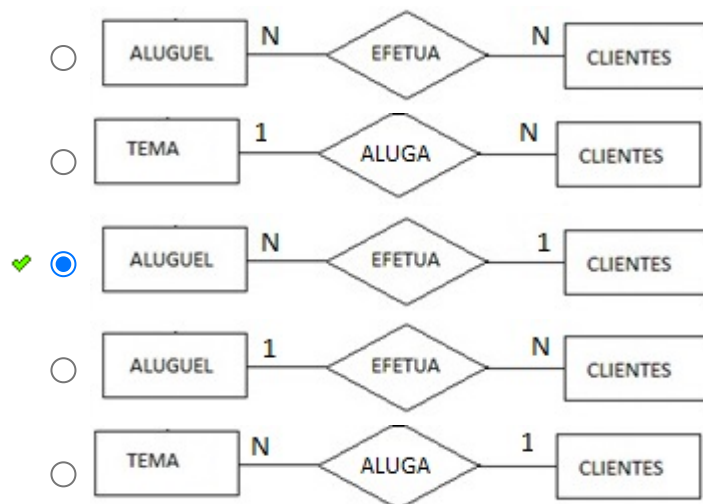 ALUGUEL N EFETUA N CLIENTES
TEMA 1 ALUGA N CLIENTES
ALUGUEL N EFETUA 1 CLIENTES
ALUGUEL 1 EFETUA N CLIENTES
TEMA N ALUGA 1 CLIENTES